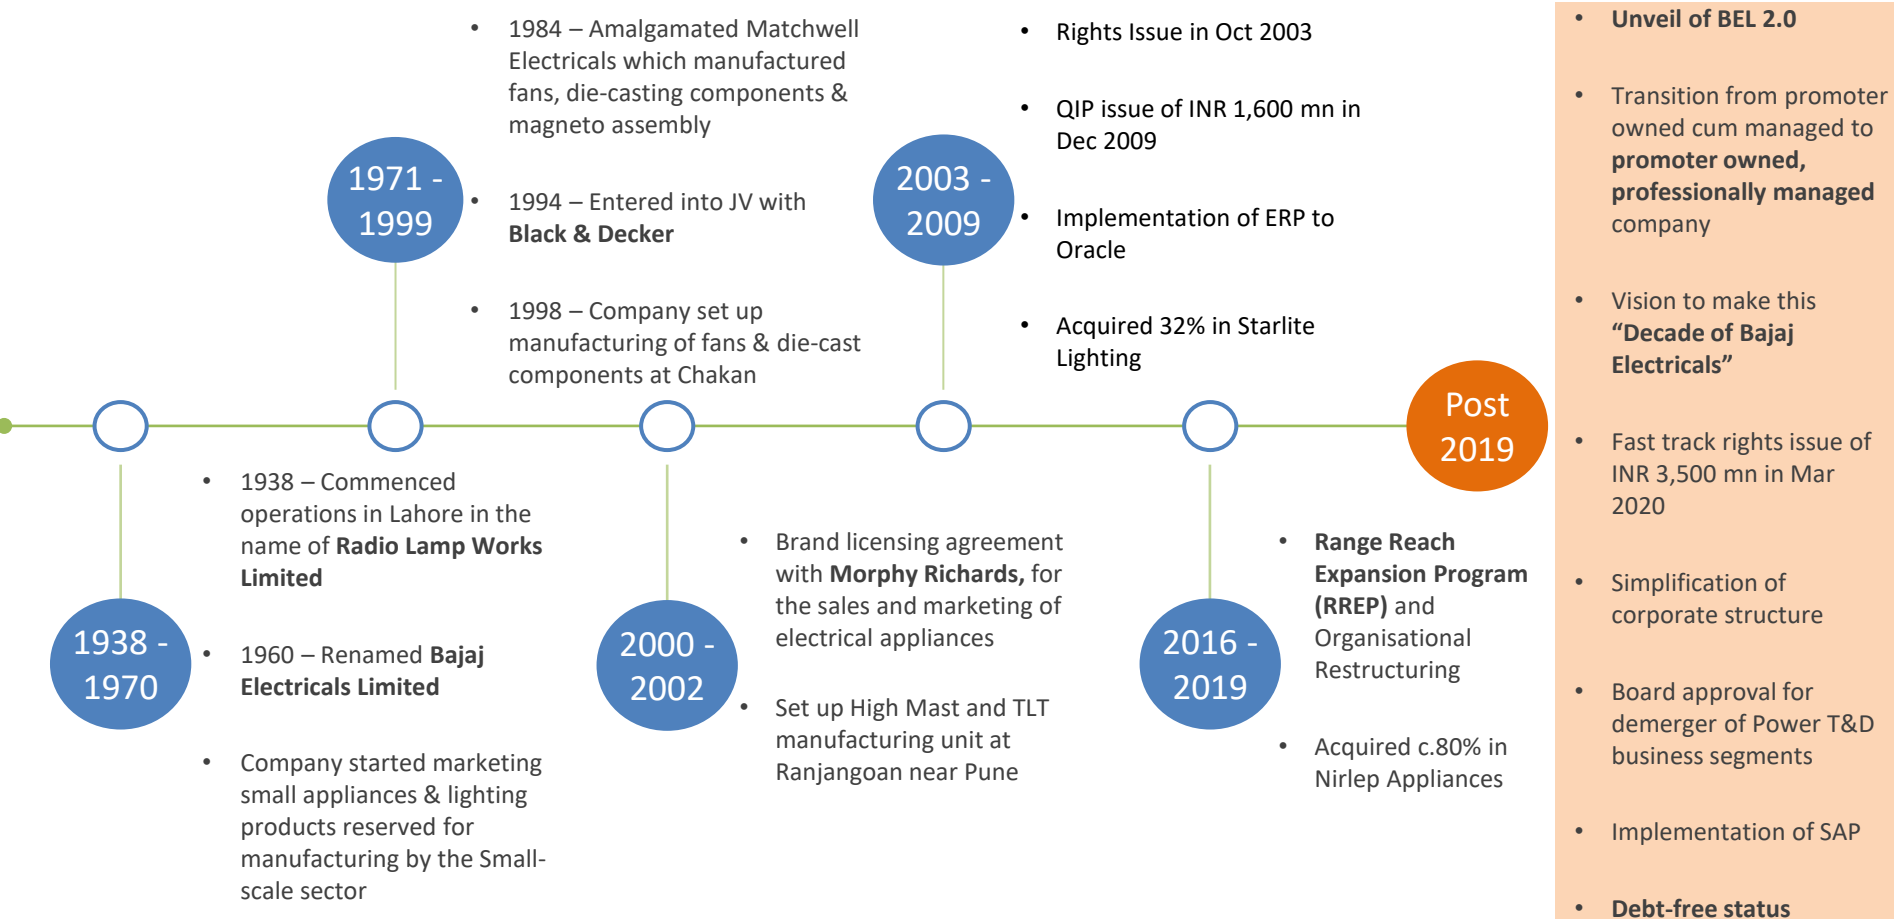 1971 -
1999
• 1984 – Amalgamated Matchwell
Electricals which manufactured
fans, die-casting components &
magneto assembly
• 1994 – Entered into JV with
Black & Decker
• 1998 – Company set up
manufacturing of fans & die-cast
components at Chakan
2003 -
2009
• Rights Issue in Oct 2003
• QIP issue of INR 1,600 mn in
Dec 2009
• Implementation of ERP to
Oracle
• Acquired 32% in Starlite
Lighting
1938 -
1970
• 1938 – Commenced
operations in Lahore in the
name of Radio Lamp Works
Limited
• 1960 – Renamed Bajaj
Electricals Limited
• Company started marketing
small appliances & lighting
products reserved for
manufacturing by the Small-
scale sector
2000 -
2002
• Brand licensing agreement
with Morphy Richards, for
the sales and marketing of
electrical appliances
• Set up High Mast and TLT
manufacturing unit at
Ranjangoan near Pune
2016 -
2019
• Range Reach
Expansion Program
(RREP) and
Organisational
Restructuring
• Acquired c.80% in
Nirlep Appliances
Post
2019
• Unveil of BEL 2.0
• Transition from promoter
owned cum managed to
promoter owned,
professionally managed
company
• Vision to make this
“Decade of Bajaj
Electricals”
• Fast track rights issue of
INR 3,500 mn in Mar
2020
• Simplification of
corporate structure
• Board approval for
demerger of Power T&D
business segments
• Implementation of SAP
• Debt-free status